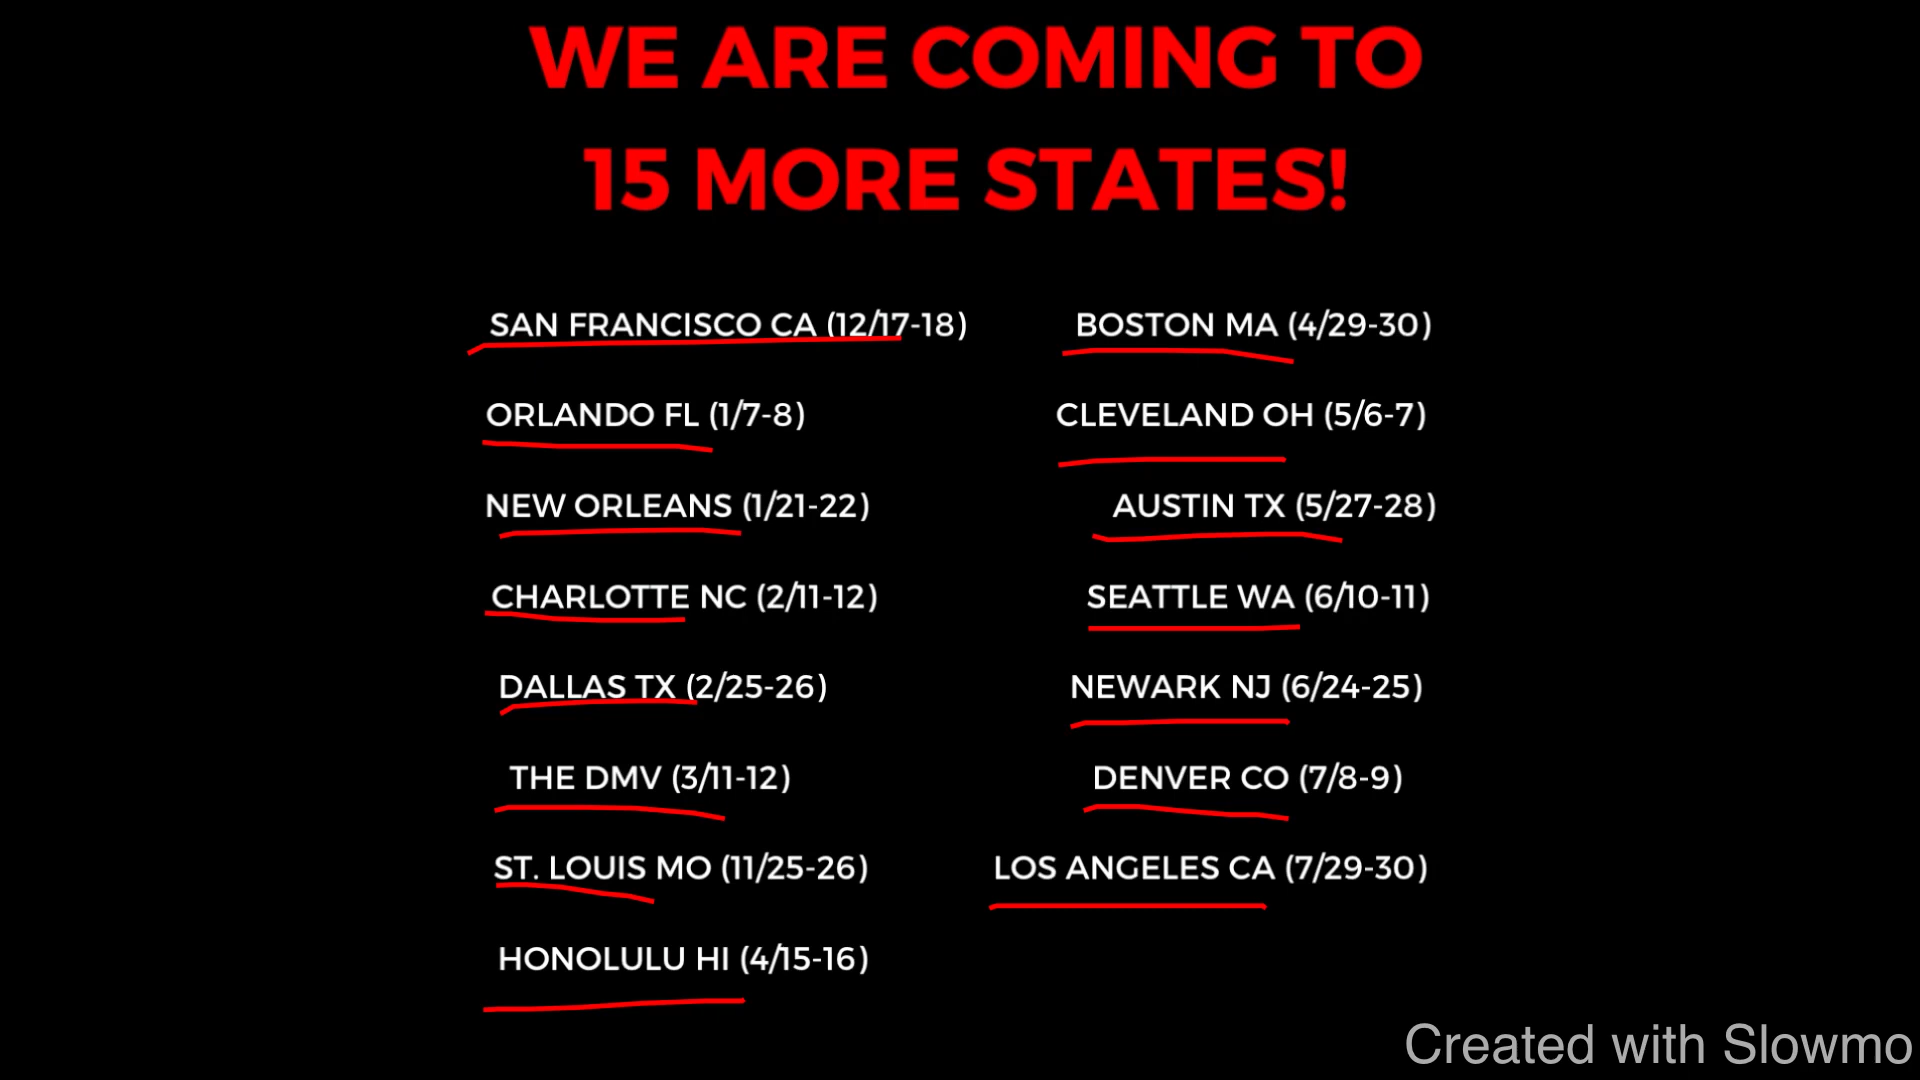 WE ARE COMING TO
15 MORE STATES!
SAN FRANCISCO CA (12/17-18)
ORLANDO FL (1/7-8)
NEW ORLEANS (1/21-22)
CHARLOTTE NC (2/11-12)
DALLAS TX (2/25-26)
THE DMV (3/11-12)
ST. LOUIS MO (11/25-26)
HONOLULU HI (4/15-16)
BOSTON MA (4/29-30)
CLEVELAND OH (5/6-7)
AUSTIN TX (5/27-28)
SEATTLE WA (6/10-11)
NEWARK NJ (6/24-25)
DENVER CO (7/8-9)
LOS ANGELES CA (7/29-30)
Created with Slowmo